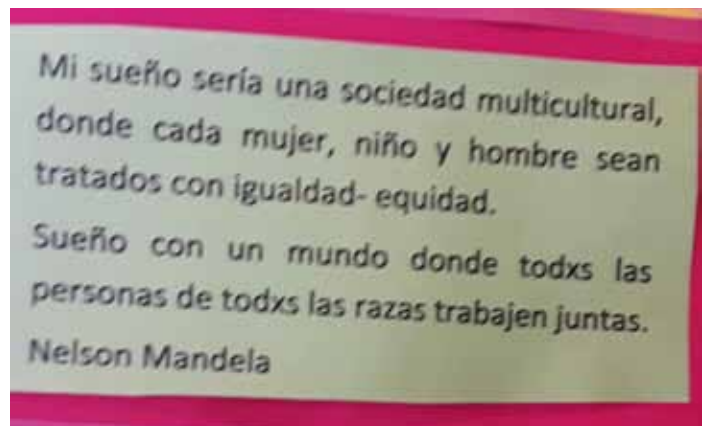 Mi sueño sería una sociedad multicultural,
donde cada mujer, niño y hombre sean
tratados con igualdad- equidad.
Sueño con un mundo donde todxs las
personas de todxs las razas trabajen juntas.
Nelson Mandela